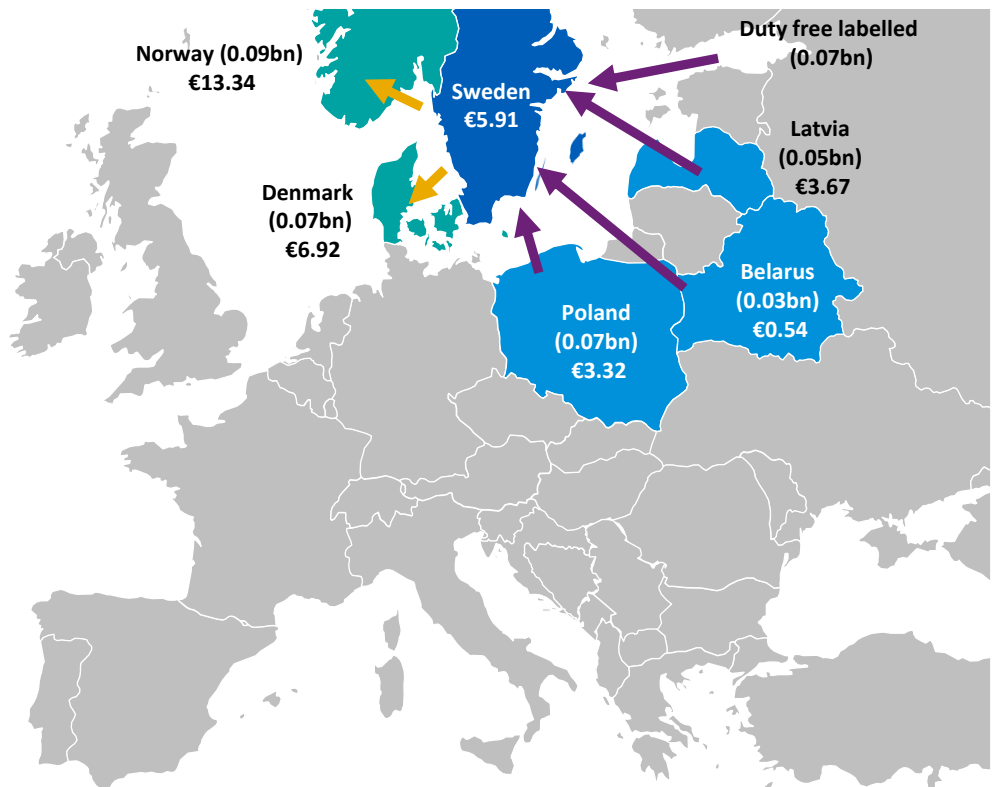 Norway (0.09bn)
€13.34
Sweden
€5.91
Duty free labelled
(0.07bn)
Latvia
(0.05bn)
€3.67
Denmark
(0.07bn)
€6.92
Belarus
(0.03bn)
€0.54
Poland
(0.07bn)
€3.32